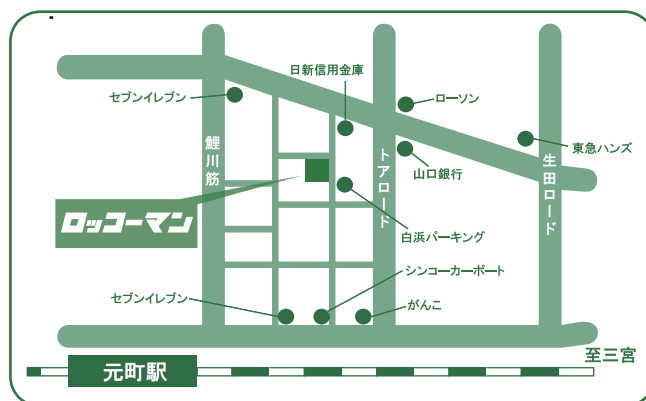 日新信用金庫
セブンイレブン
ローソン
東急ハンズ
鯉川筋
トアロード
生田ロード
山口銀行
ロッコーマン
白浜パーキング
シンコーカーポート
セブンイレブン
がんこ
至三宮
元町駅